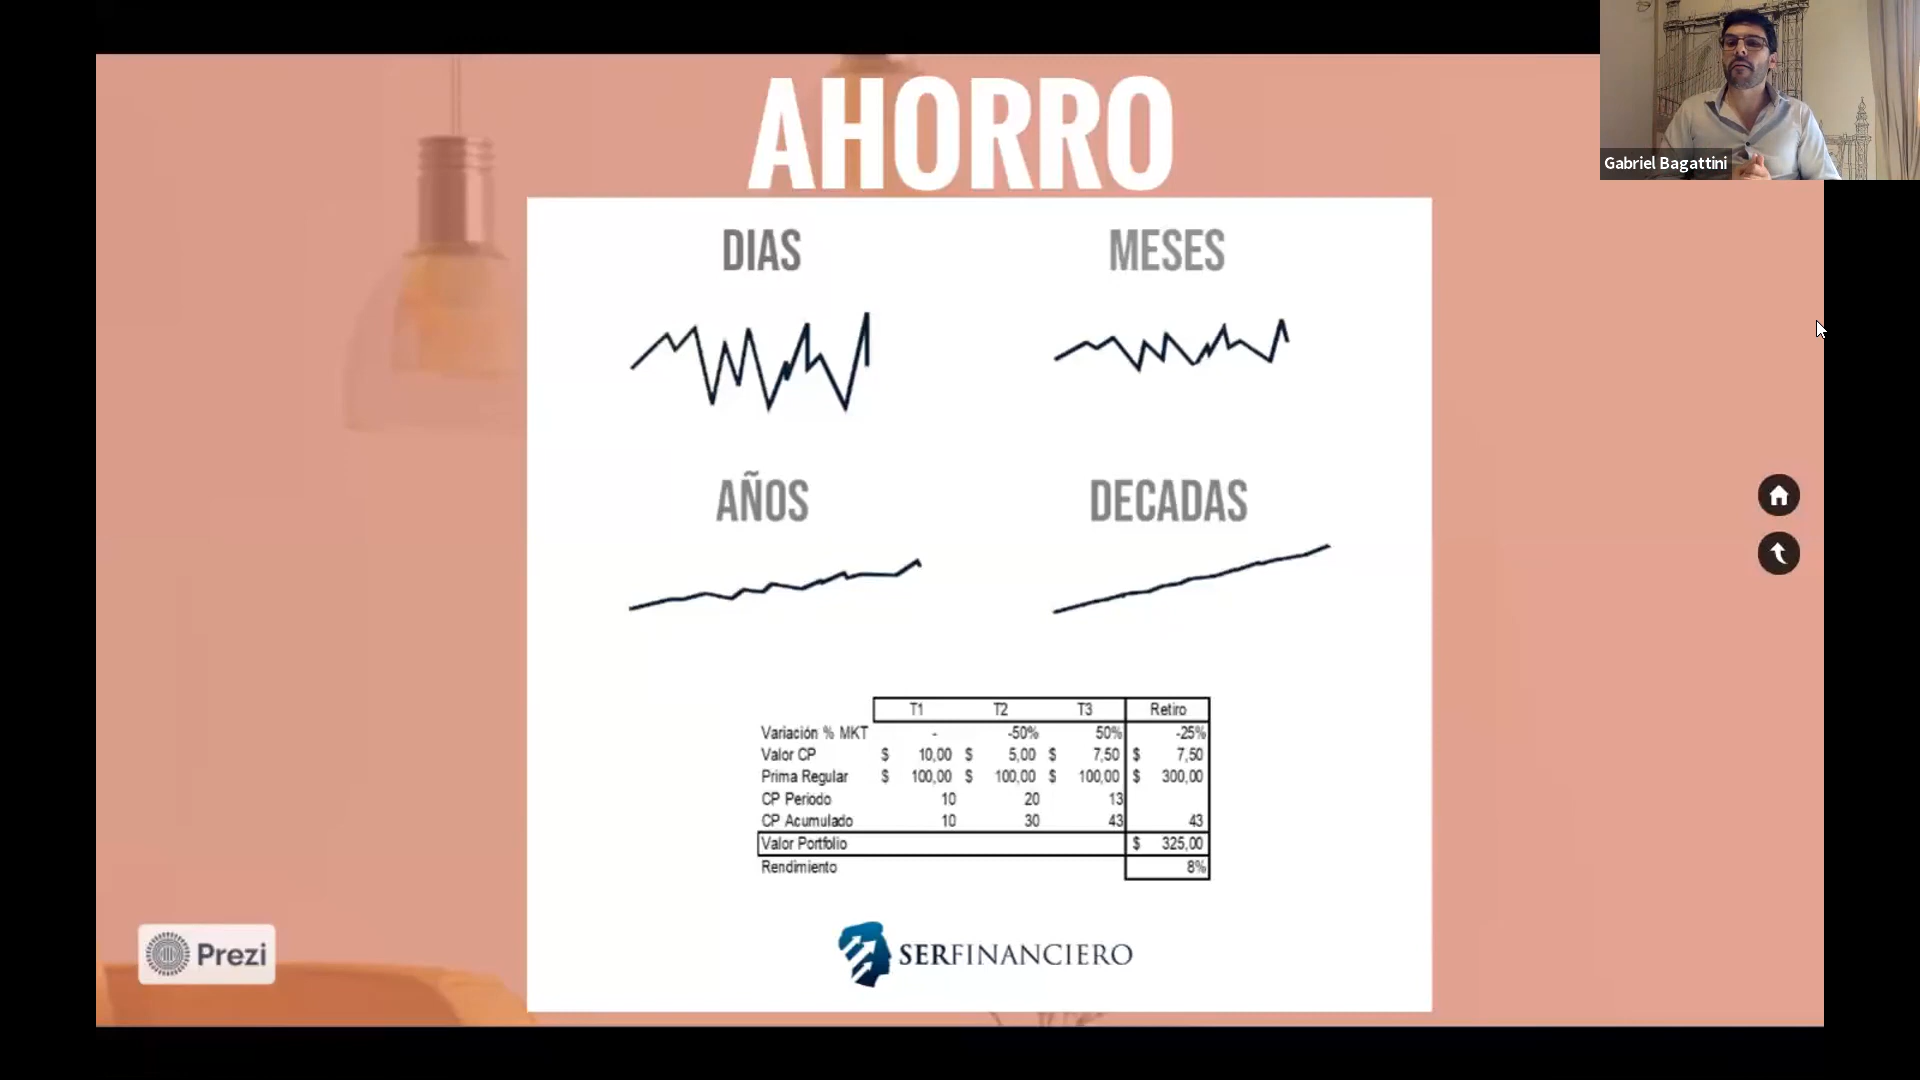 AHORRO
Gabriel Bagattini
DIAS MESES
AÑOS DECADAS
T1 T2 T3 Retiro
Variación % MKT - -50% 50% -25%
Valor CP $ 10,00 $ 5,00 $ 7,50 $ 7,50
Prima Regular $ 100,00 $ 100,00 $ 100,00 $ 300,00
CP Periodo 10 20 13
CP Acumulado 10 30 43 43
Valor Portfolio $ 325,00
Rendimiento 8%
Prezi
SERFINANCIERO